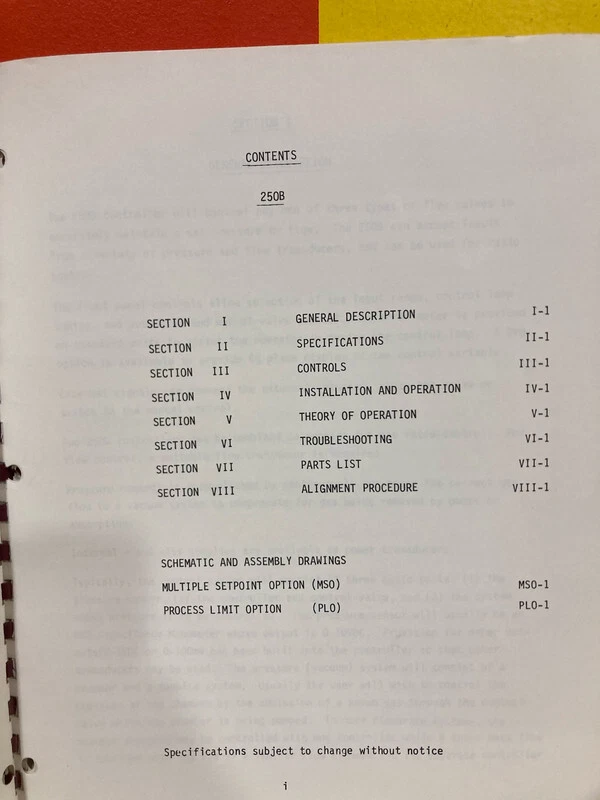 CONTENTS
250B
SECTION I GENERAL DESCRIPTION I-1
SECTION II SPECIFICATIONS II-1
SECTION III CONTROLS III-1
SECTION IV INSTALLATION AND OPERATION IV-1
SECTION V THEORY OF OPERATION V-1
SECTION VI TROUBLESHOOTING VI-1
SECTION VII PARTS LIST VII-1
SECTION VIII ALIGNMENT PROCEDURE VIII-1
SCHEMATIC AND ASSEMBLY DRAWINGS
MULTIPLE SETPOINT OPTION (MSO) MSO-1
PROCESS LIMIT OPTION (PLO) PLO-1
Specifications subject to change without notice
i